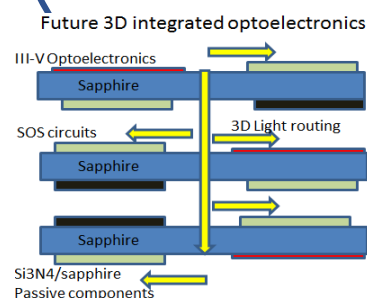 Future 3D integrated optoelectronics
III-V Optoelectronics
Sapphire
SOS circuits
3D Light routing
Sapphire
Sapphire
Si3N4/sapphire
Passive components